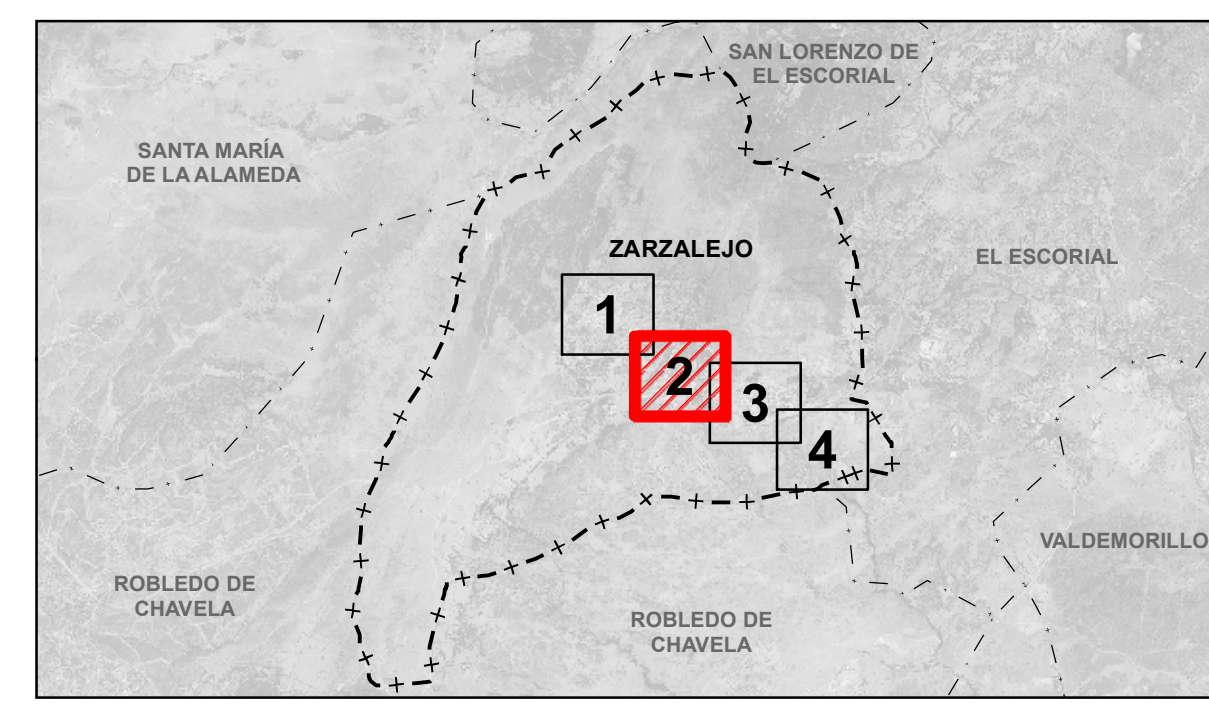 SAN LORENZO DE
EL ESCORIAL
SANTA MARÍA
DE LA ALAMEDA
ZARZALEJO
EL ESCORIAL
1
2
3
4
VALDEMORILLO
ROBLEDO DE
CHAVELA
ROBLEDO DE
CHAVELA